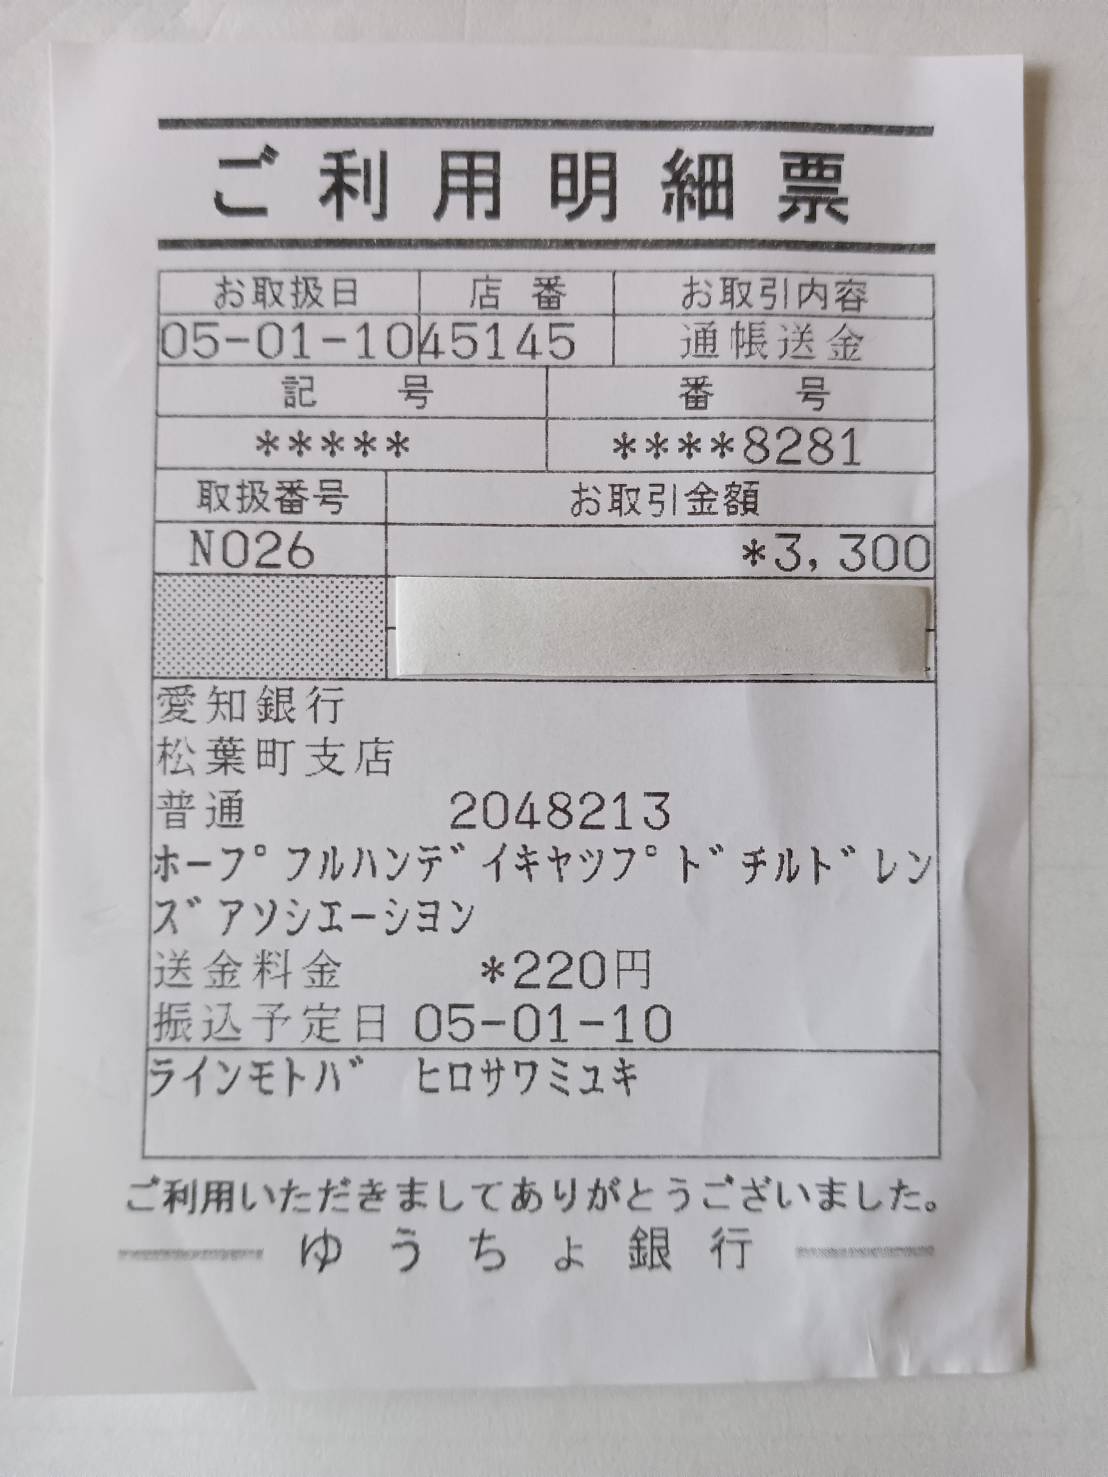 ご利用明細票
お取扱日 店番 お取引内容
05-01-10 45145 通帳送金
記号 番号
***** ****8281
取扱番号 お取引金額
N026 *3,300
愛知銀行
松葉町支店
普通 2048213
ホープフルハンデイキヤツプドチルドレン
ズアソシエーシヨン
送金料金 *220円
振込予定日 05-01-10
ラインモトバ ヒロサワミユキ
ご利用いただきましてありがとうございました。
ゆうちょ銀行